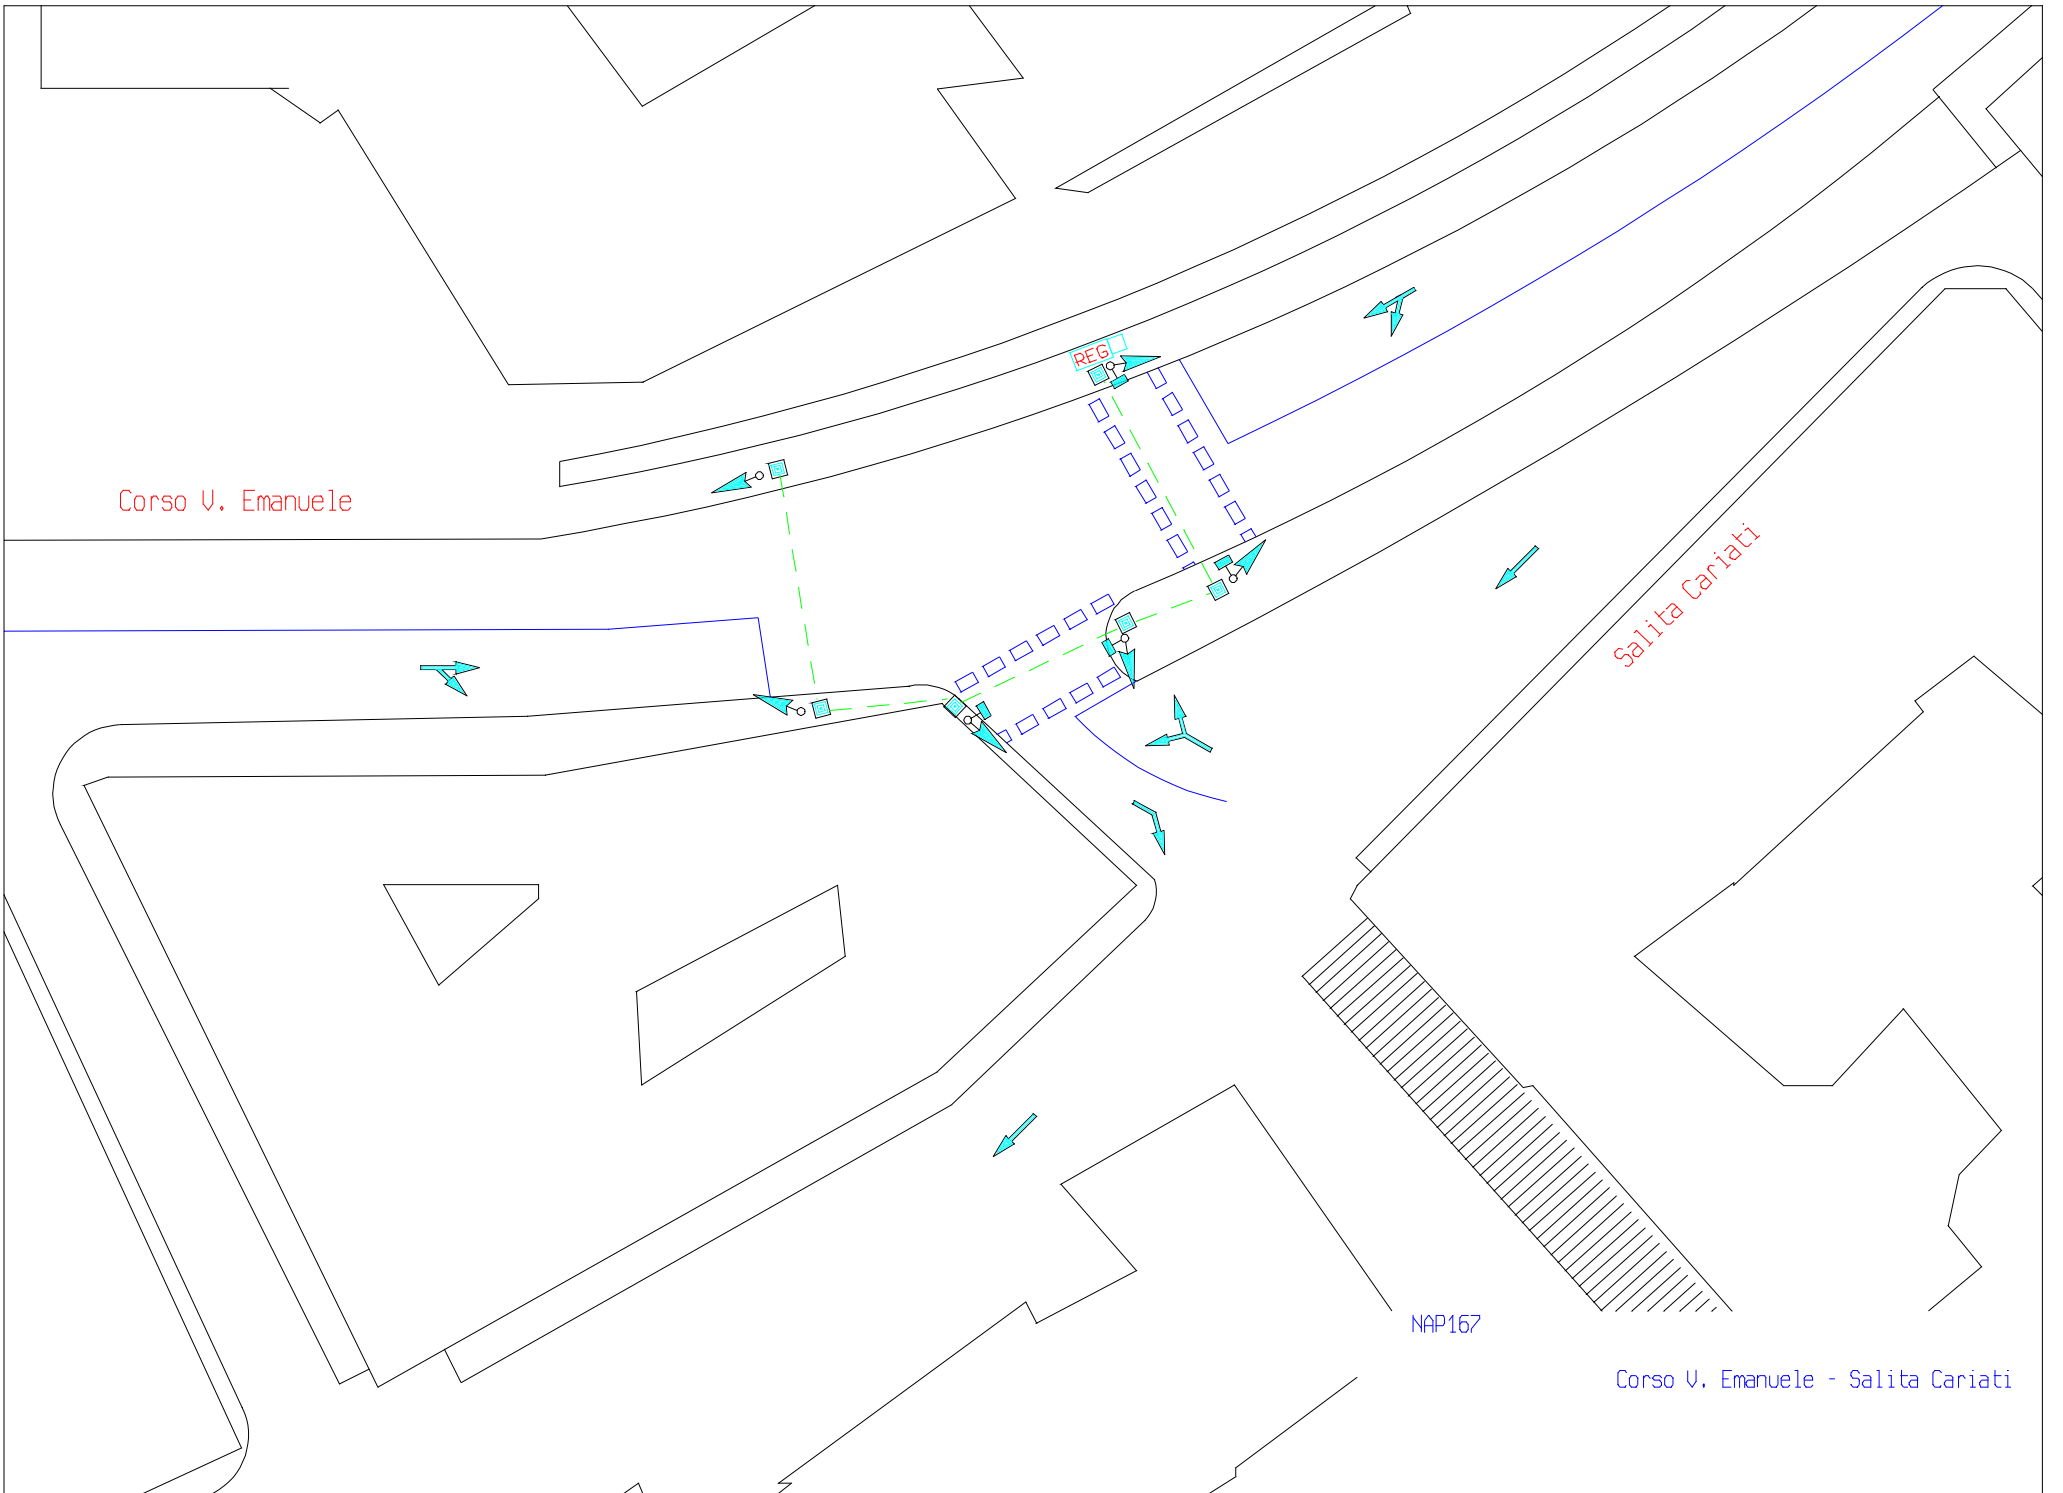 REG
Corso V. Emanuele
Salita Cariati
NAP167
Corso V. Emanuele - Salita Cariati